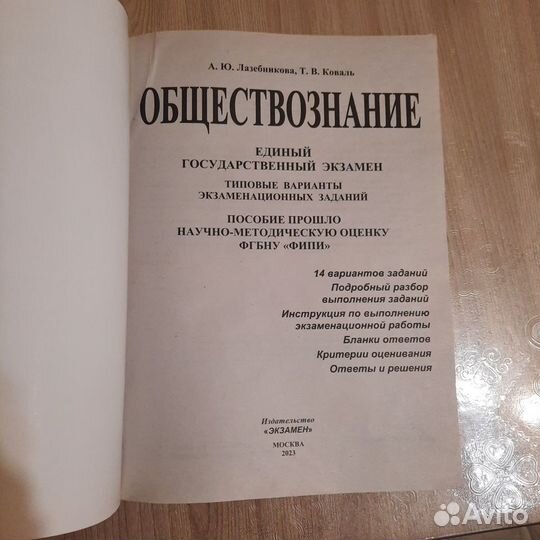 А. Ю. Лазебникова, Т. В. Коваль
ОБЩЕСТВОЗНАНИЕ
ЕДИНЫЙ
ГОСУДАРСТВЕННЫЙ ЭКЗАМЕН
ТИПОВЫЕ ВАРИАНТЫ
ЭКЗАМЕНАЦИОННЫХ ЗАДАНИЙ
ПОСОБИЕ ПРОШЛО
НАУЧНО-МЕТОДИЧЕСКУЮ ОЦЕНКУ
ФГБНУ «ФИПИ»
14 вариантов заданий
Подробный разбор
выполнения заданий
Инструкция по выполнению
экзаменационной работы
Бланки ответов
Критерии оценивания
Ответы и решения
Издательство
«ЭКЗАМЕН»
МОСКВА
2023
Avito